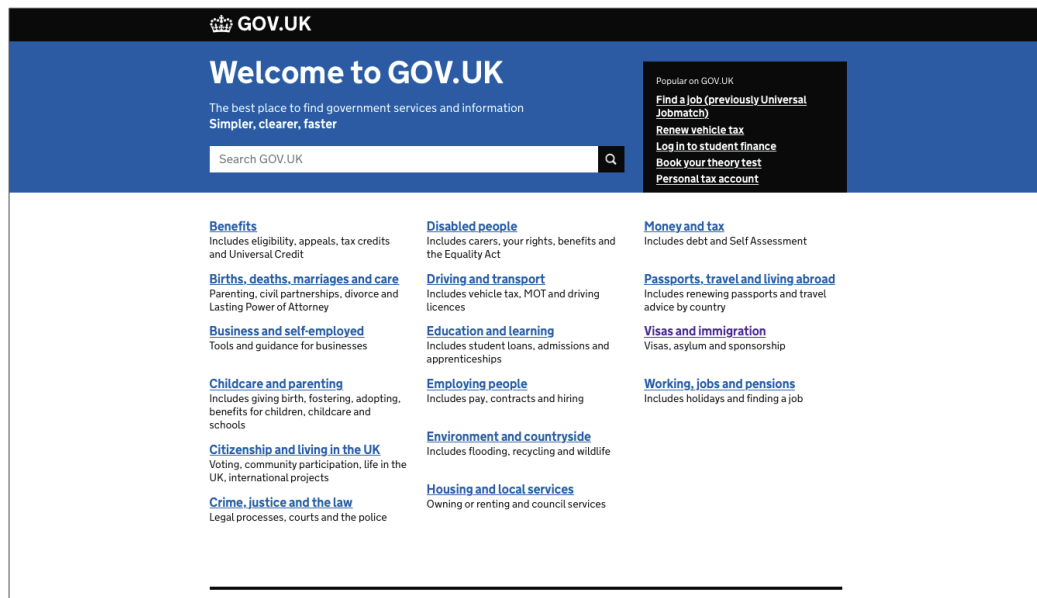 GOV.UK
Welcome to GOV.UK
The best place to find government services and information
Simpler, clearer, faster
Search GOV.UK
Popular on GOV.UK
Find a job (previously Universal
Jobmatch)
Renew vehicle tax
Log in to student finance
Book your theory test
Personal tax account
Benefits
Includes eligibility, appeals, tax credits
and Universal Credit
Births, deaths, marriages and care
Parenting, civil partnerships, divorce and
Lasting Power of Attorney
Business and self-employed
Tools and guidance for businesses
Childcare and parenting
Includes giving birth, fostering, adopting,
benefits for children, childcare and
schools
Citizenship and living in the UK
Voting, community participation, life in the
UK, international projects
Crime, justice and the law
Legal processes, courts and the police
Disabled people
Includes carers, your rights, benefits and
the Equality Act
Driving and transport
Includes vehicle tax, MOT and driving
licences
Education and learning
Includes student loans, admissions and
apprenticeships
Employing people
Includes pay, contracts and hiring
Environment and countryside
Includes flooding, recycling and wildlife
Housing and local services
Owning or renting and council services
Money and tax
Includes debt and Self Assessment
Passports, travel and living abroad
Includes renewing passports and travel
advice by country
Visas and immigration
Visas, asylum and sponsorship
Working, jobs and pensions
Includes holidays and finding a job